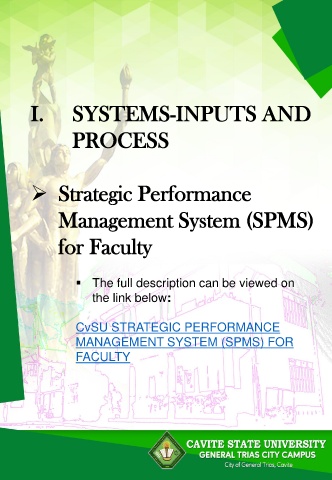 I. SYSTEMS-INPUTS AND
PROCESS
➢ Strategic Performance
Management System (SPMS)
for Faculty
▪ The full description can be viewed on
the link below:
CvSU STRATEGIC PERFORMANCE
MANAGEMENT SYSTEM (SPMS) FOR
FACULTY
CAVITE STATE UNIVERSITY
GENERAL TRIAS CITY CAMPUS
City of General Trias, Cavite